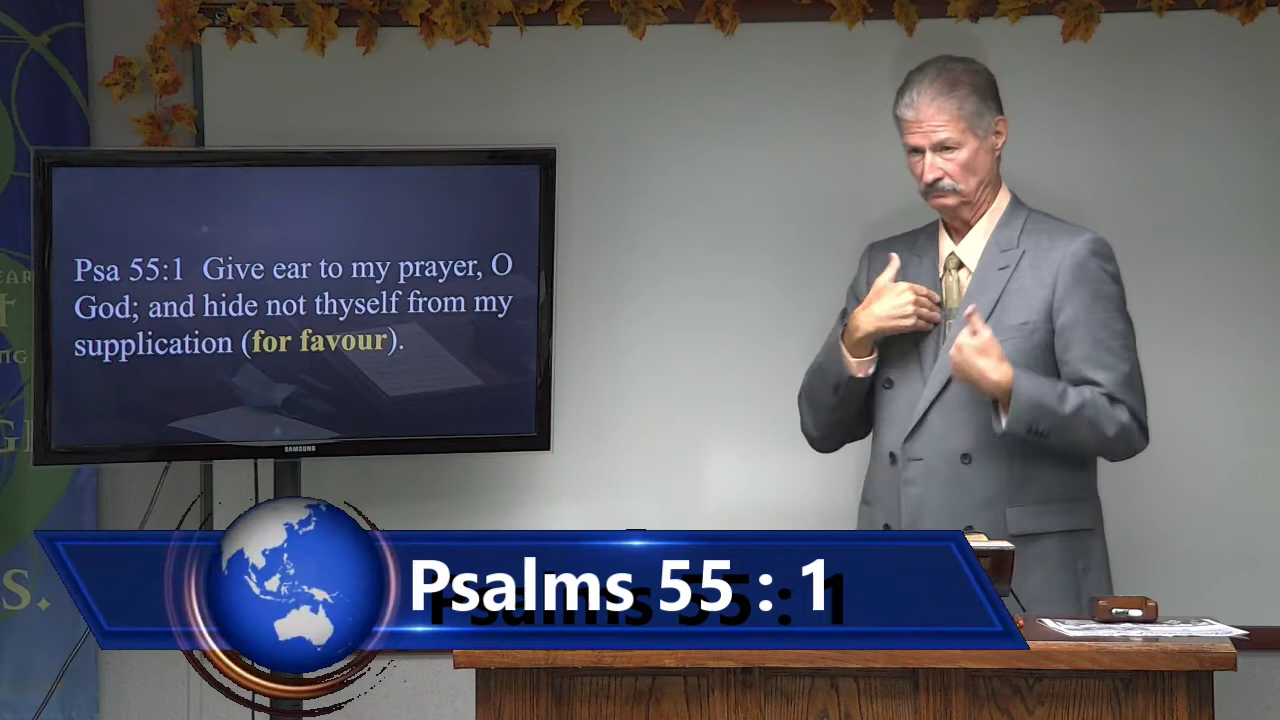 Psa 55:1 Give ear to my prayer, O
God; and hide not thyself from my
supplication (for favour).
SAMSUNG
Psalms 55 : 1